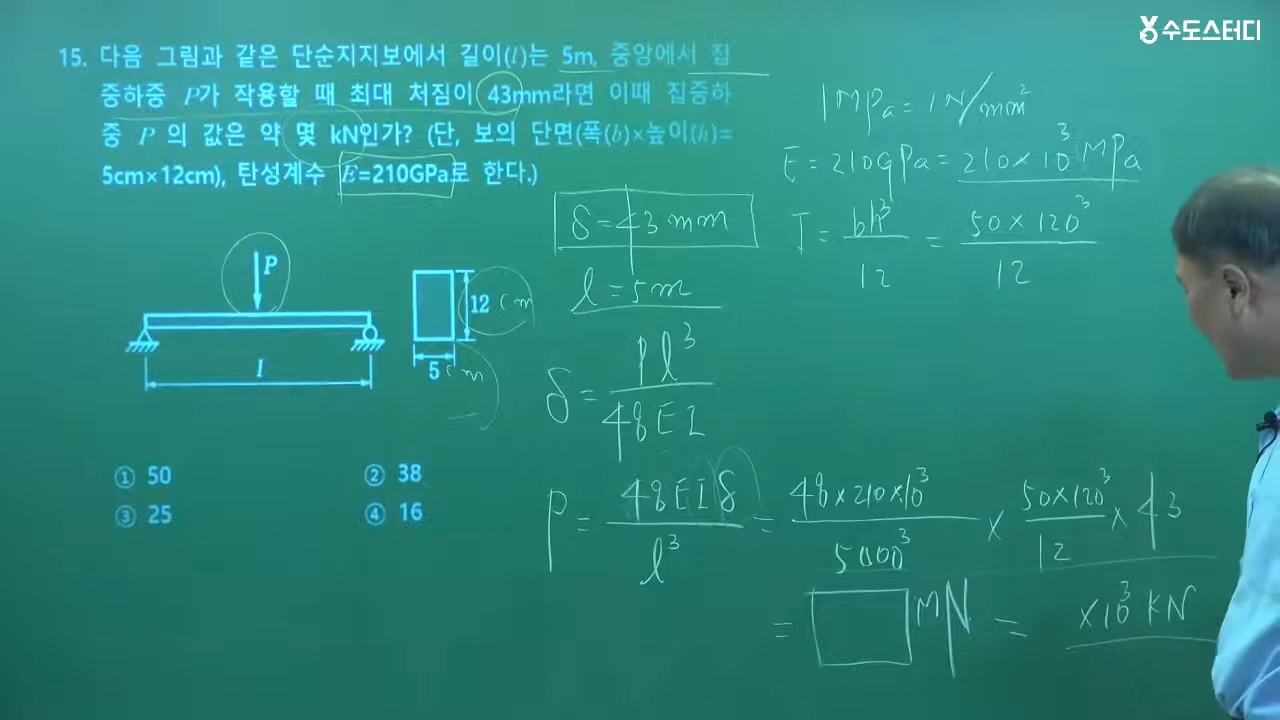 수도스터디
15. 다음 그림과 같은 단순지지보에서 길이(l)는 5m, 중앙에서 집
중하중 P가 작용할 때 최대 처짐이 43mm라면 이때 집중하
중 P 의 값은 약 몇 kN인가? (단, 보의 단면(폭(b)×높이(h)=
5cm×12cm), 탄성계수 E=210GPa로 한다.)
P
12 cm
5 cm
l
① 50
② 38
③ 25
④ 16
1MPa = 1N/mm²
E = 210GPa = 210×10³ MPa
I = bh³/12 = 50×120³/12
δ = 43mm
l = 5m
δ = Pl³/48EI
P = 48EIδ/l³ = 48×210×10³/5000³ × 50×120³/12 × 43
= □ MN = ×10³ kN